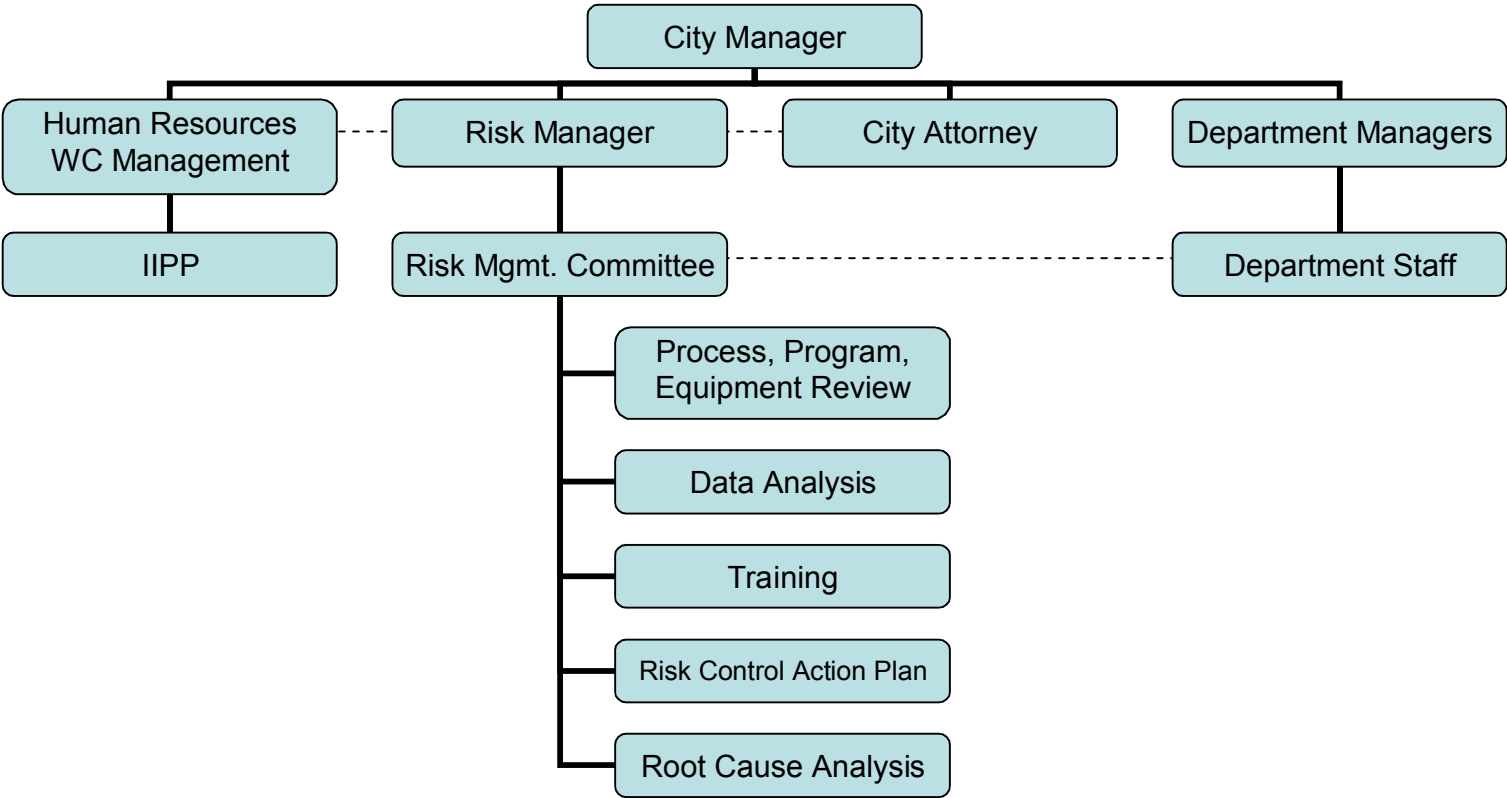 City Manager
Human Resources
WC Management
Risk Manager
City Attorney
Department Managers
IIPP
Risk Mgmt. Committee
Department Staff
Process, Program,
Equipment Review
Data Analysis
Training
Risk Control Action Plan
Root Cause Analysis